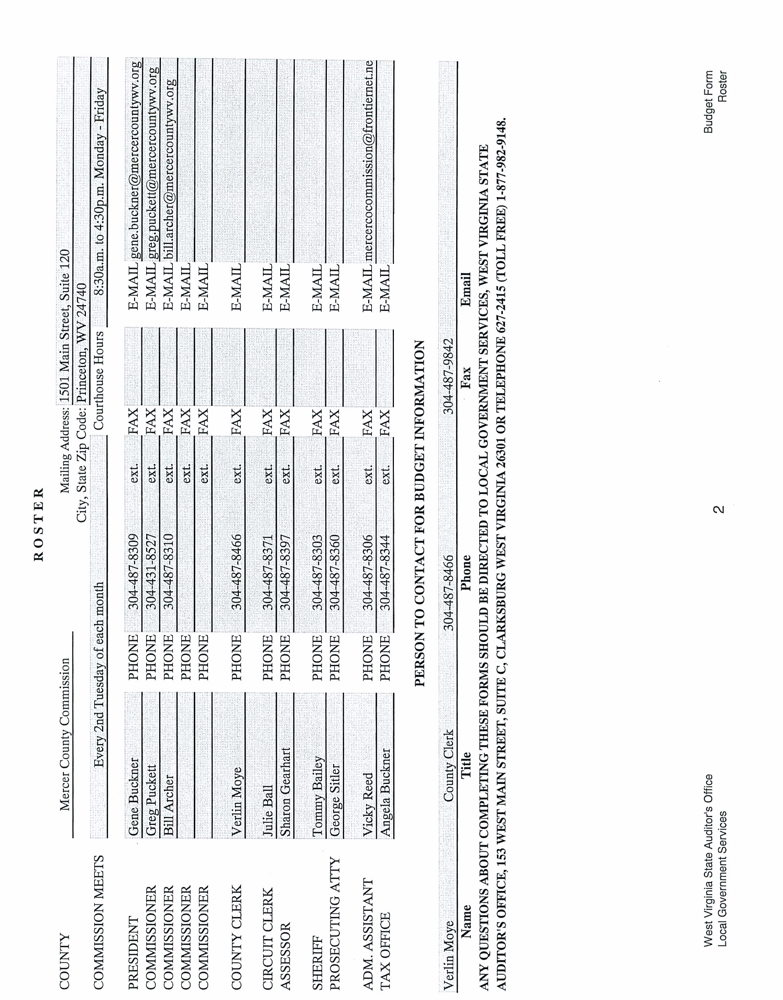 R O S T E R
COUNTY Mercer County Commission Mailing Address: 1501 Main Street, Suite 120
City, State Zip Code: Princeton, WV 24740
COMMISSION MEETS Every 2nd Tuesday of each month Courthouse Hours 8:30a.m. to 4:30p.m. Monday - Friday
PRESIDENT Gene Buckner PHONE 304-487-8309 ext. FAX E-MAIL gene.buckner@mercercountywv.org
COMMISSIONER Greg Puckett PHONE 304-431-8527 ext. FAX E-MAIL greg.puckett@mercercountywv.org
COMMISSIONER Bill Archer PHONE 304-487-8310 ext. FAX E-MAIL bill.archer@mercercountywv.org
COMMISSIONER PHONE ext. FAX E-MAIL
COMMISSIONER PHONE ext. FAX E-MAIL
COUNTY CLERK Verlin Moye PHONE 304-487-8466 ext. FAX E-MAIL
CIRCUIT CLERK Julie Ball PHONE 304-487-8371 ext. FAX E-MAIL
ASSESSOR Sharon Gearhart PHONE 304-487-8397 ext. FAX E-MAIL
SHERIFF Tommy Bailey PHONE 304-487-8303 ext. FAX E-MAIL
PROSECUTING ATTY George Sitler PHONE 304-487-8360 ext. FAX E-MAIL
ADM. ASSISTANT Vicky Reed PHONE 304-487-8306 ext. FAX E-MAIL mercercocommission@frontiernet.ne
TAX OFFICE Angela Buckner PHONE 304-487-8344 ext. FAX E-MAIL
PERSON TO CONTACT FOR BUDGET INFORMATION
Verlin Moye County Clerk 304-487-8466 304-487-9842
Name Title Phone Fax Email
ANY QUESTIONS ABOUT COMPLETING THESE FORMS SHOULD BE DIRECTED TO LOCAL GOVERNMENT SERVICES, WEST VIRGINIA STATE
AUDITOR'S OFFICE, 153 WEST MAIN STREET, SUITE C, CLARKSBURG WEST VIRGINIA 26301 OR TELEPHONE 627-2415 (TOLL FREE) 1-877-982-9148.
West Virginia State Auditor's Office Budget Form
Local Government Services 2 Roster